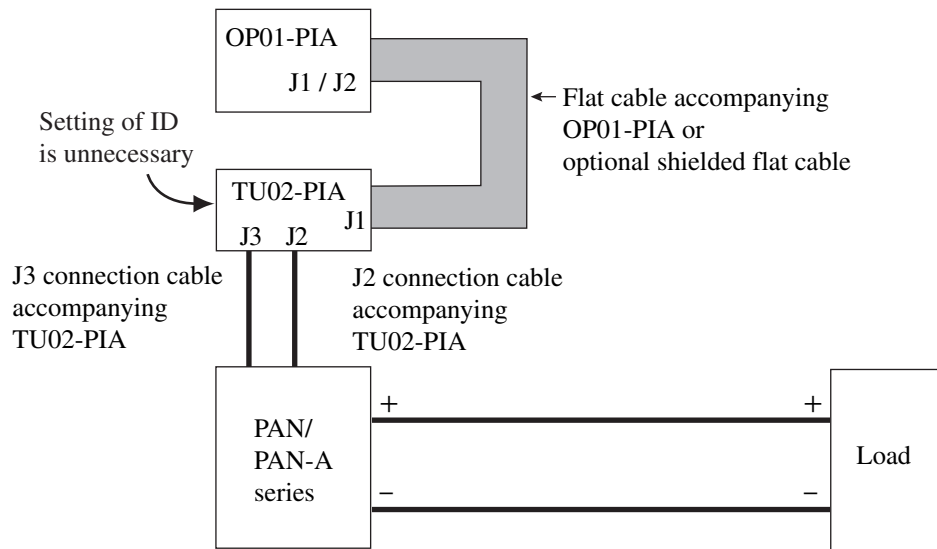 OP01-PIA
J1 / J2
Flat cable accompanying
OP01-PIA or
optional shielded flat cable
Setting of ID
is unnecessary
TU02-PIA
J1
J3 J2
J3 connection cable
accompanying
TU02-PIA
J2 connection cable
accompanying
TU02-PIA
+ +
PAN/
PAN-A
series
Load
− −